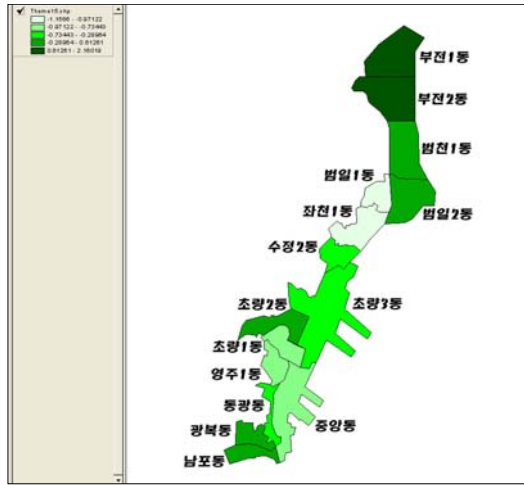 Theme15.shp
-1.1666 - -0.97122
-0.97122 - -0.73449
-0.73443 - -0.28964
-0.28964 - 0.81261
0.81261 - 2.16019
부전1동
부전2동
범천1동
범일1동
좌천1동
범일2동
수정2동
초량2동
초량3동
초량1동
영주1동
동광동
중앙동
광복동
남포동